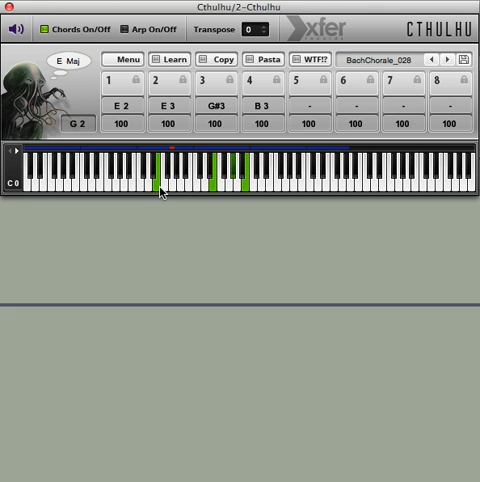 Cthulhu/2-Cthulhu
Chords On/Off Arp On/Off Transpose 0 xfer records CTHULHU
E Maj Menu Learn Copy Pasta WTF!? BachChorale_028
1 2 3 4 5 6 7 8
E 2 E 3 G#3 B 3 - - - -
G 2 100 100 100 100 100 100 100 100
C 0